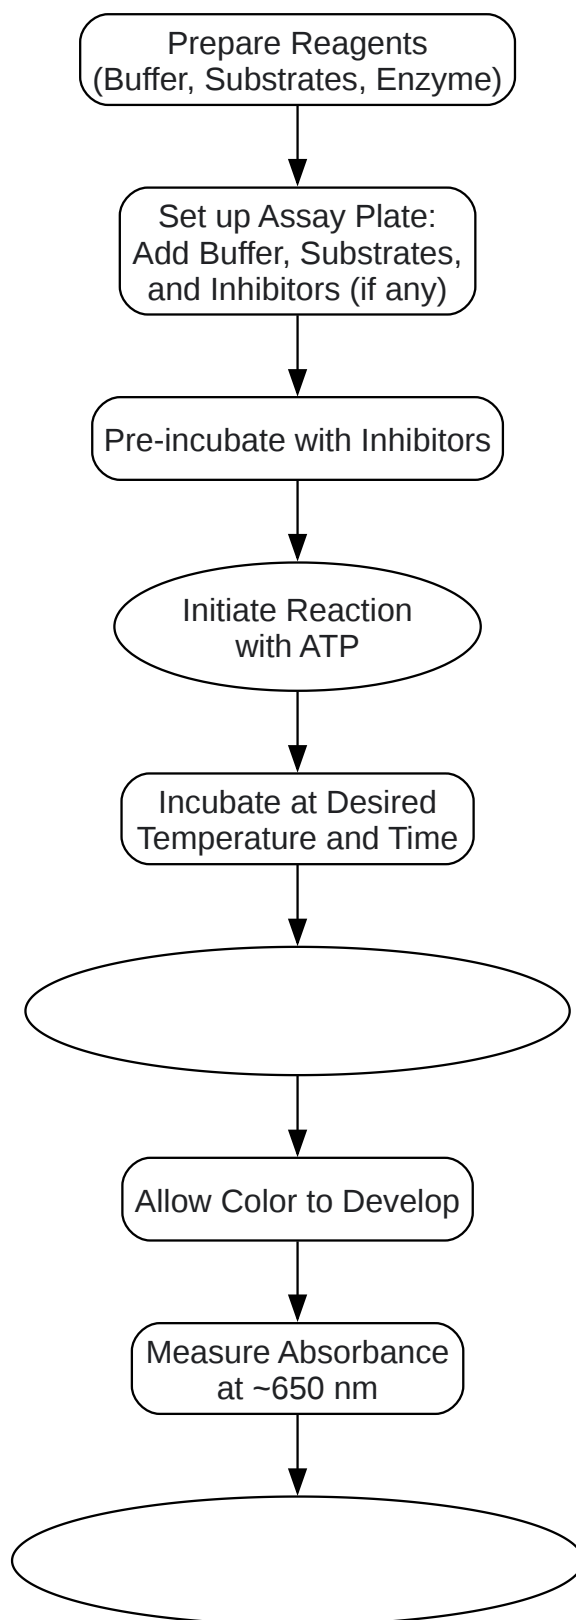 Prepare Reagents
(Buffer, Substrates, Enzyme)
Set up Assay Plate:
Add Buffer, Substrates,
and Inhibitors (if any)
Pre-incubate with Inhibitors
Initiate Reaction
with ATP
Incubate at Desired
Temperature and Time
Allow Color to Develop
Measure Absorbance
at ~650 nm